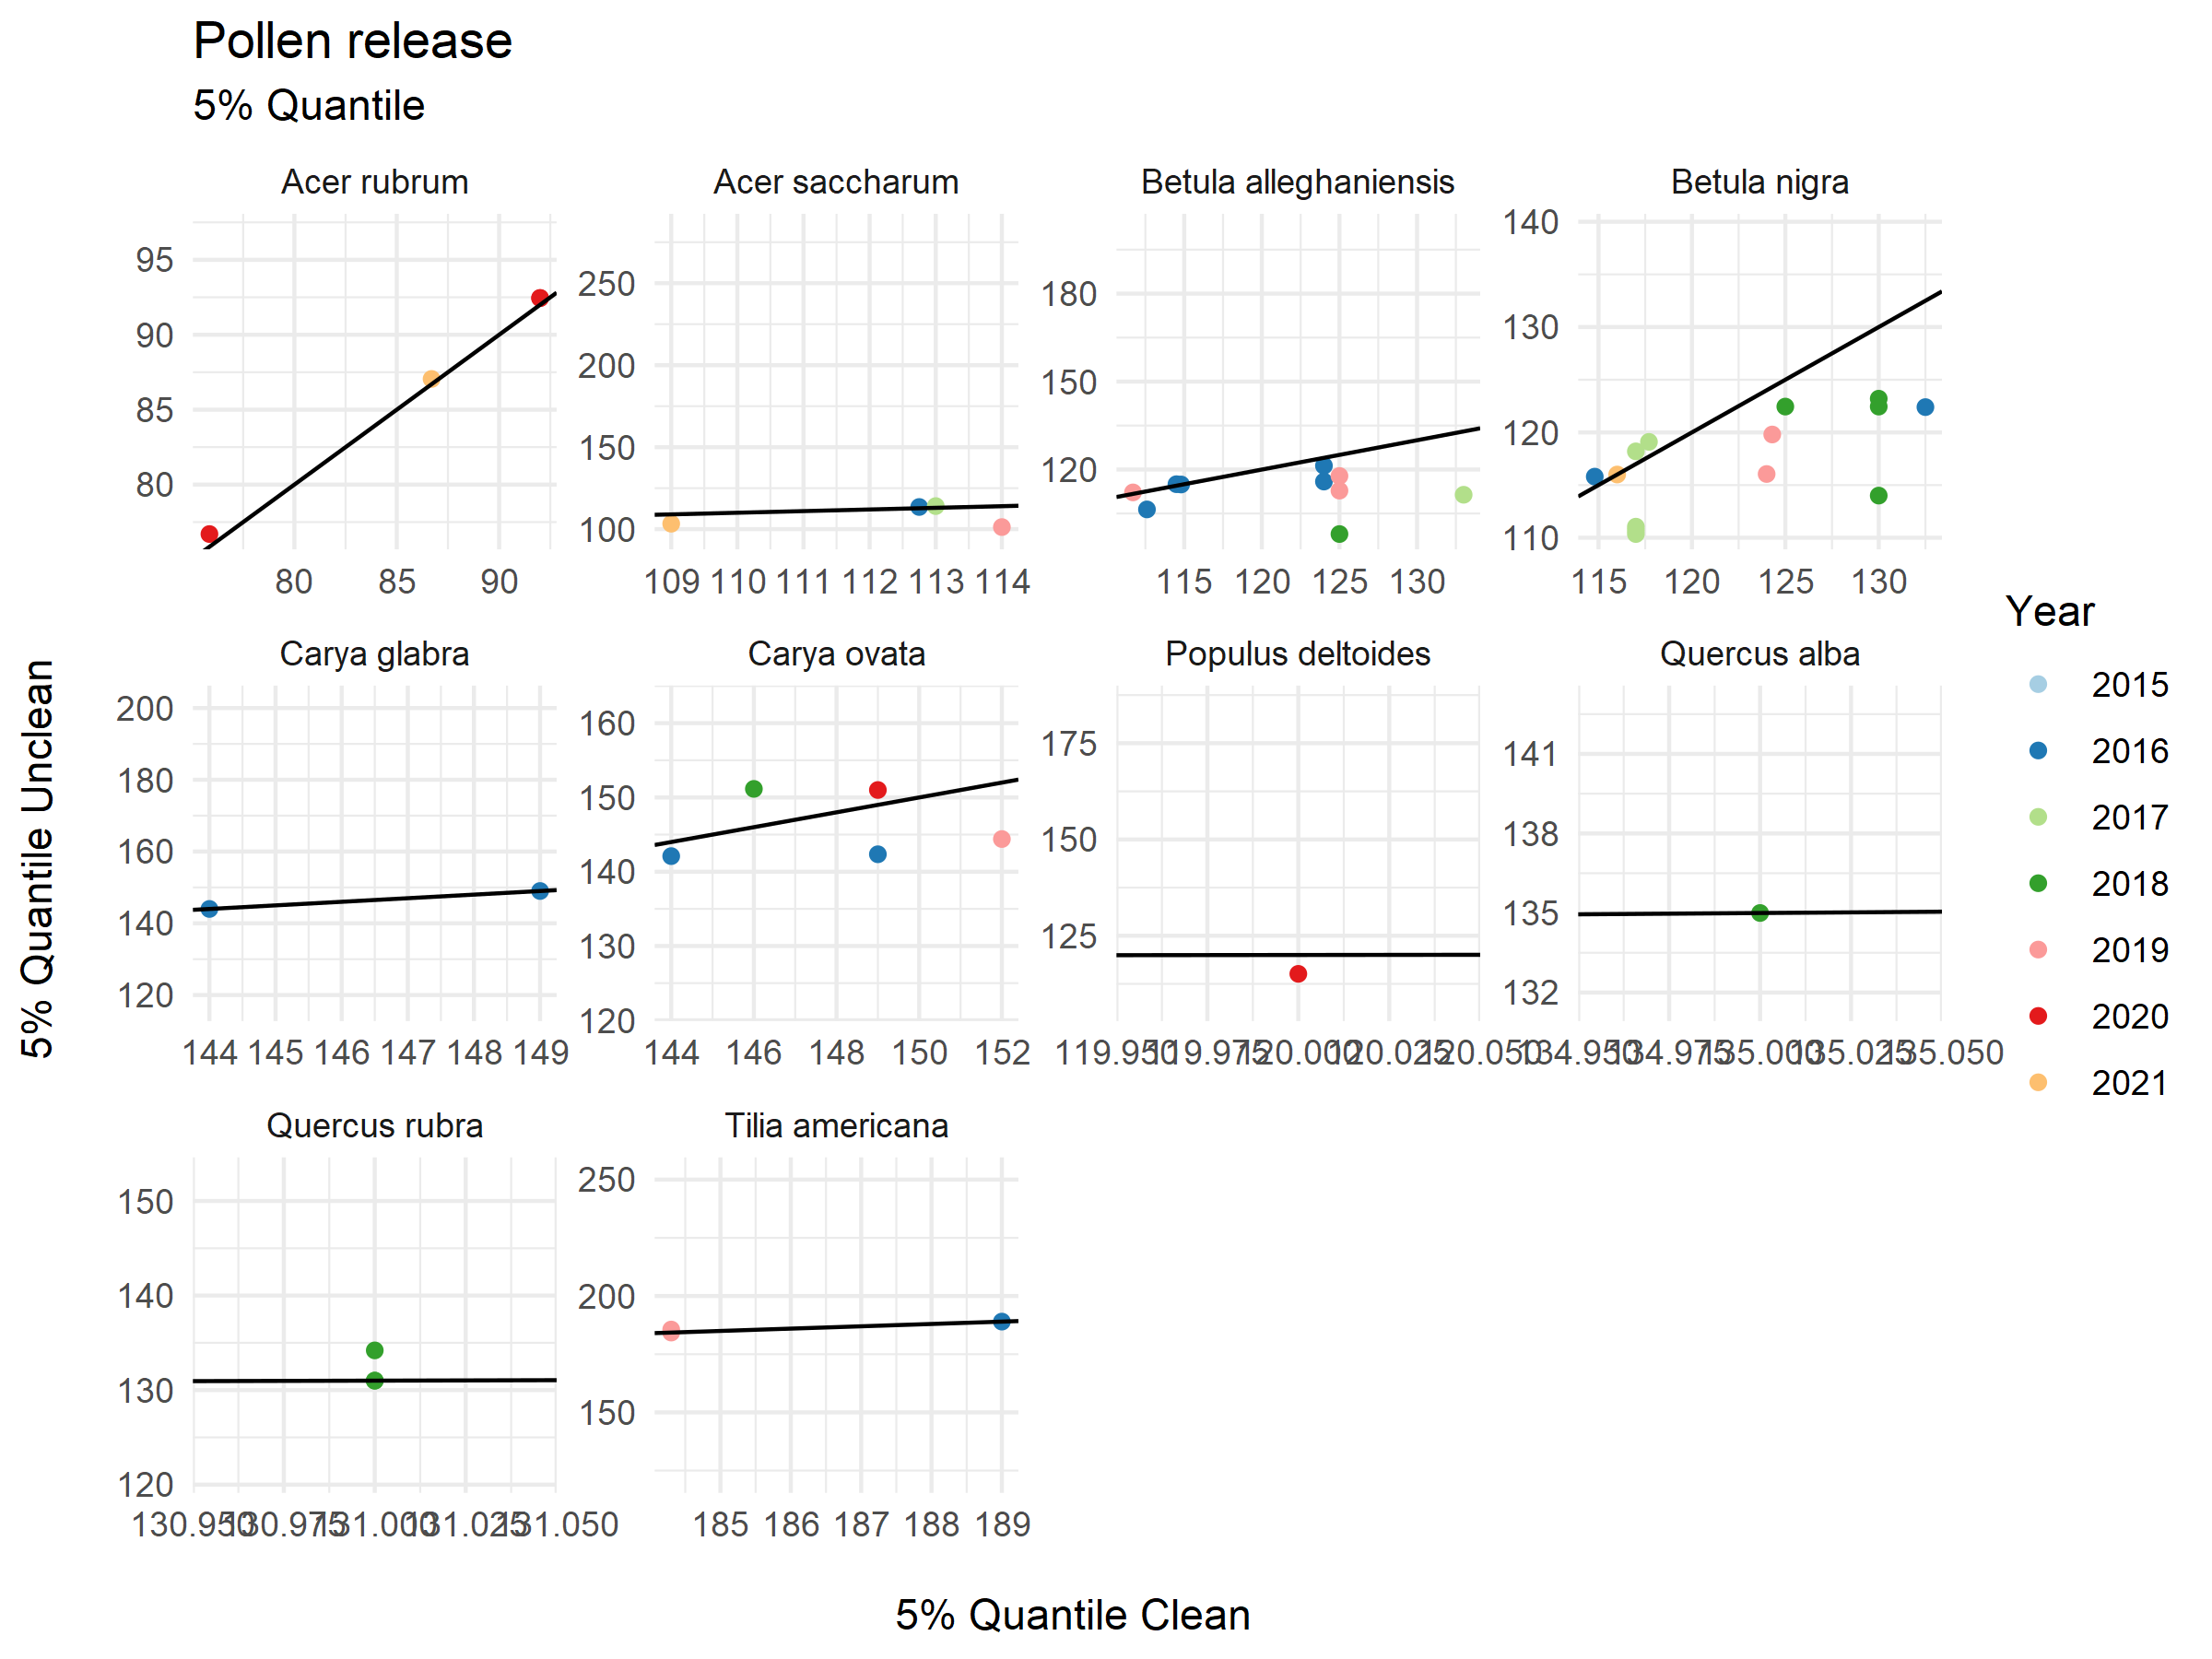 Pollen release
5% Quantile
Acer rubrum
Acer saccharum
Betula alleghaniensis
Betula nigra
95
90
85
80
80 85 90
250
200
150
100
109 110 111 112 113 114
180
150
120
115 120 125 130
140
130
120
110
115 120 125 130
Carya glabra
Carya ovata
Populus deltoides
Quercus alba
200
180
160
140
120
144 145 146 147 148 149
160
150
140
130
120
144 146 148 150 152
175
150
125
119.950 119.975 120.000 120.025 120.050
141
138
135
132
134.950 134.975 135.000 135.025 135.050
Quercus rubra
Tilia americana
150
140
130
120
130.950 130.975 131.000 131.025 131.050
250
200
150
185 186 187 188 189
5% Quantile Unclean
5% Quantile Clean
Year
2015
2016
2017
2018
2019
2020
2021